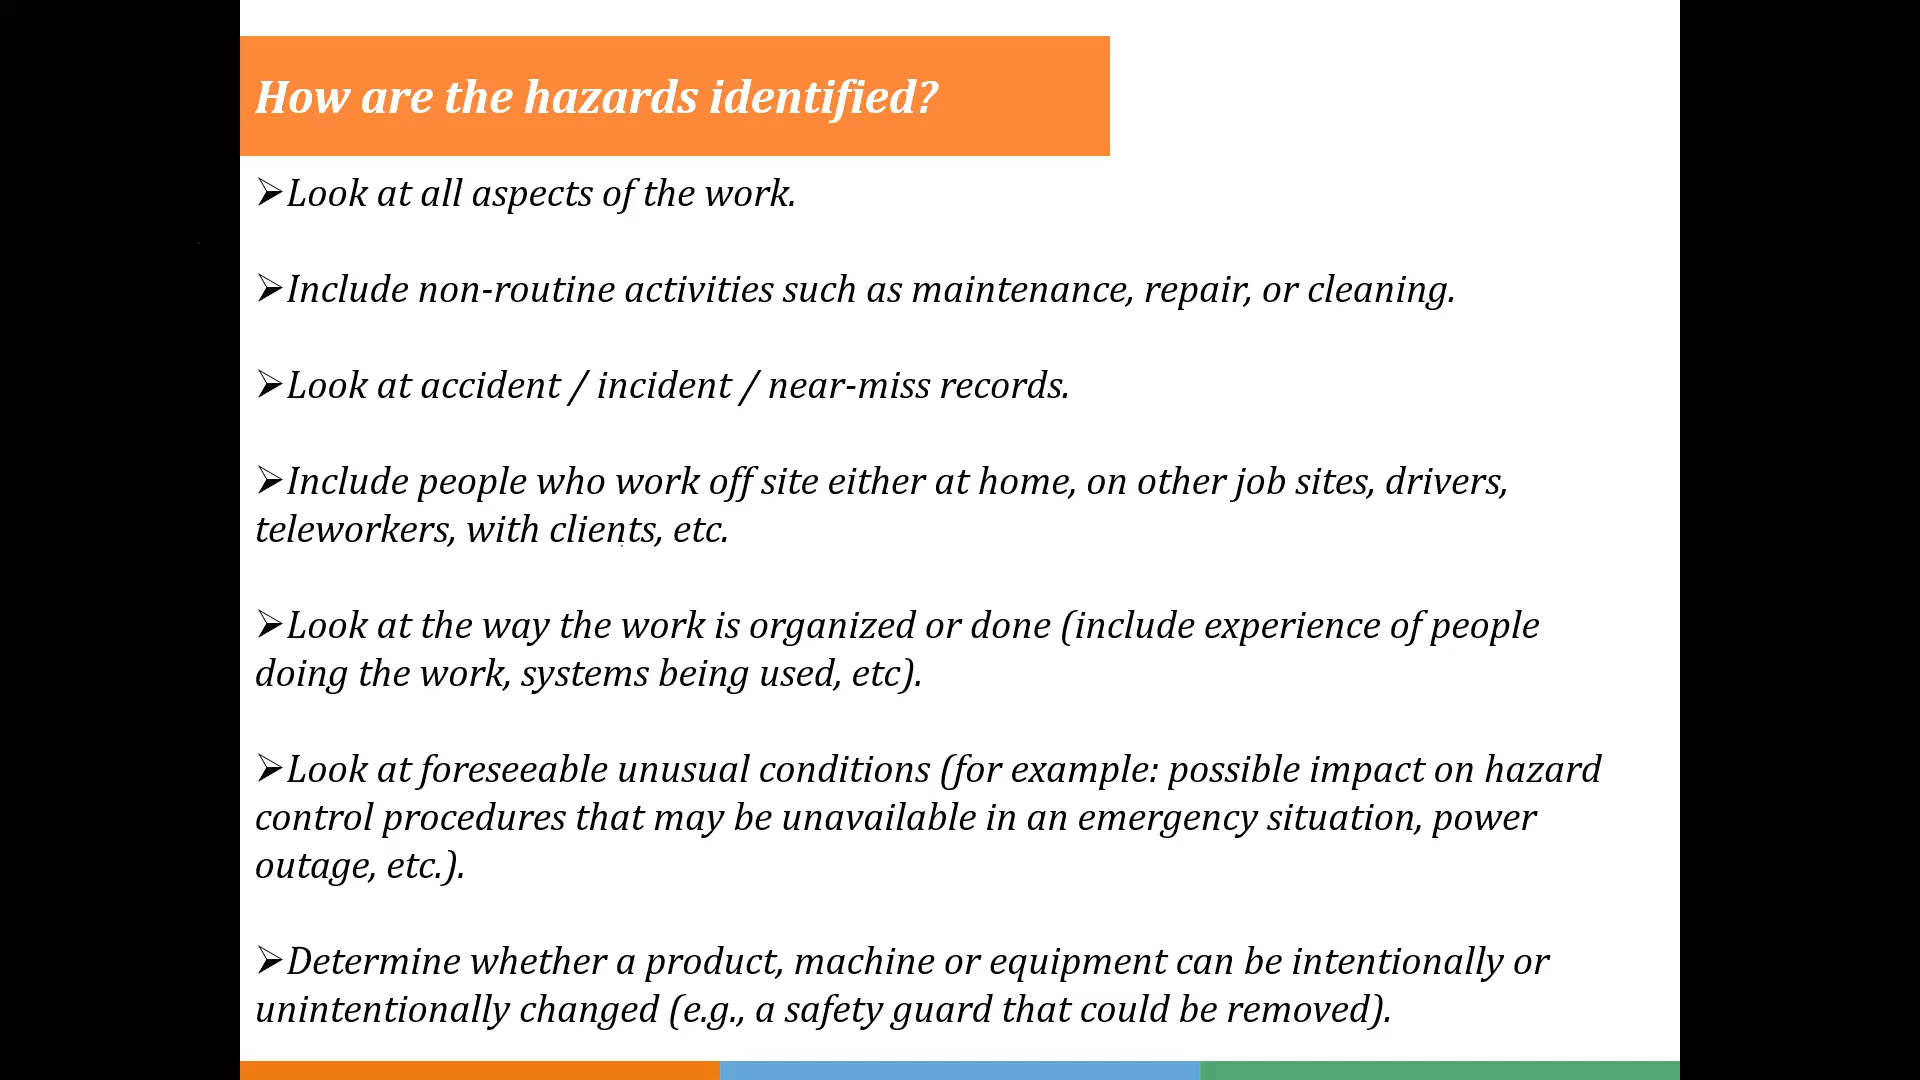 How are the hazards identified?
➢Look at all aspects of the work.
➢Include non-routine activities such as maintenance, repair, or cleaning.
➢Look at accident / incident / near-miss records.
➢Include people who work off site either at home, on other job sites, drivers,
teleworkers, with clients, etc.
➢Look at the way the work is organized or done (include experience of people
doing the work, systems being used, etc).
➢Look at foreseeable unusual conditions (for example: possible impact on hazard
control procedures that may be unavailable in an emergency situation, power
outage, etc.).
➢Determine whether a product, machine or equipment can be intentionally or
unintentionally changed (e.g., a safety guard that could be removed).